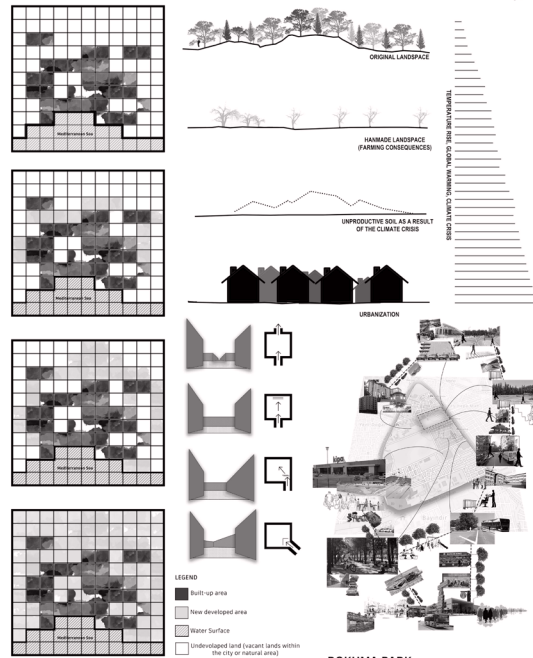 Mediterranean Sea
Mediterranean Sea
Mediterranean Sea
Mediterranean Sea
ORIGINAL LANDSPACE
HANMADE LANDSPACE
(FARMING CONSEQUENCES)
UNPRODUCTIVE SOIL AS A RESULT
OF THE CLIMATE CRISIS
URBANIZATION
TEMPERATURE RISE, GLOBAL WARMING, CLIMATE CRISIS
kipa
LEGEND
Built-up area
New developed area
Water Surface
Undevoloped land (vacant lands within
the city or natural area)